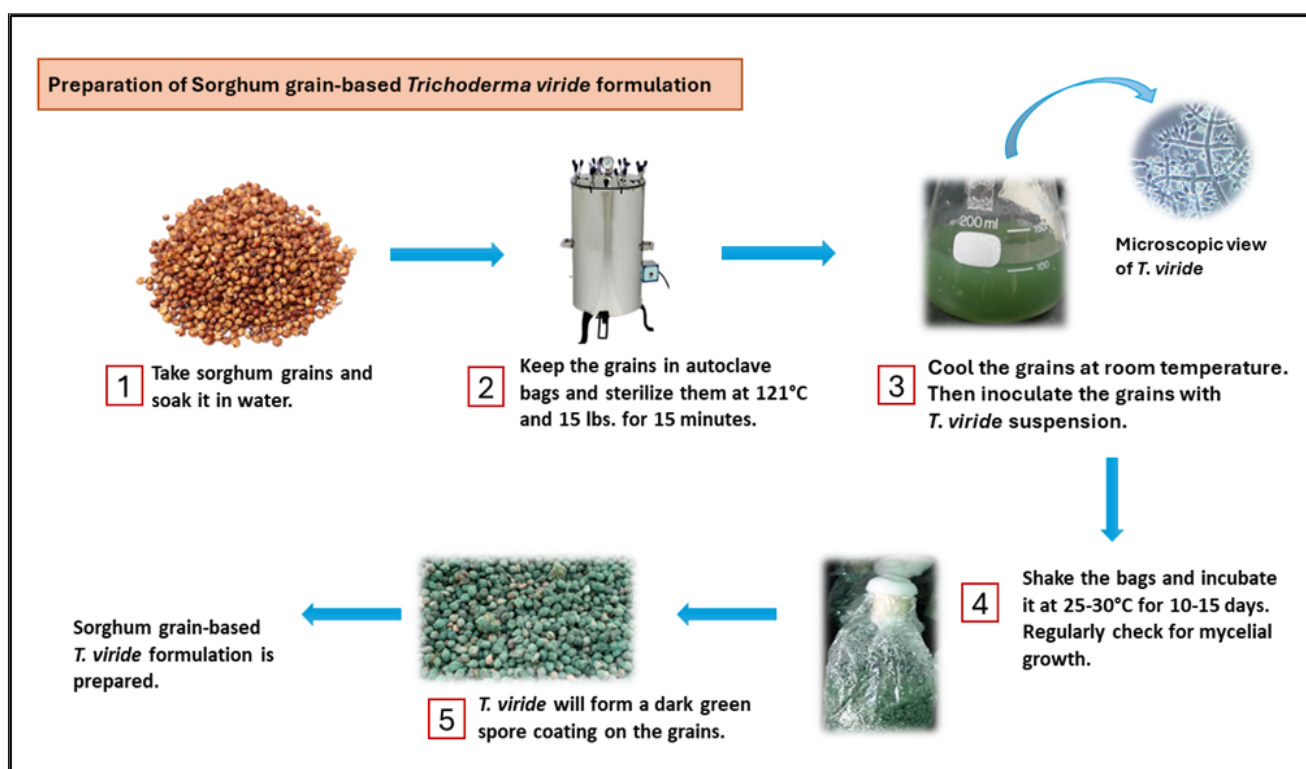 Preparation of Sorghum grain-based Trichoderma viride formulation
1
Take sorghum grains and
soak it in water.
2
Keep the grains in autoclave
bags and sterilize them at 121°C
and 15 lbs. for 15 minutes.
200 ml
150
100
Microscopic view
of T. viride
3
Cool the grains at room temperature.
Then inoculate the grains with
T. viride suspension.
4
Shake the bags and incubate
it at 25-30°C for 10-15 days.
Regularly check for mycelial
growth.
5
T. viride will form a dark green
spore coating on the grains.
Sorghum grain-based
T. viride formulation is
prepared.